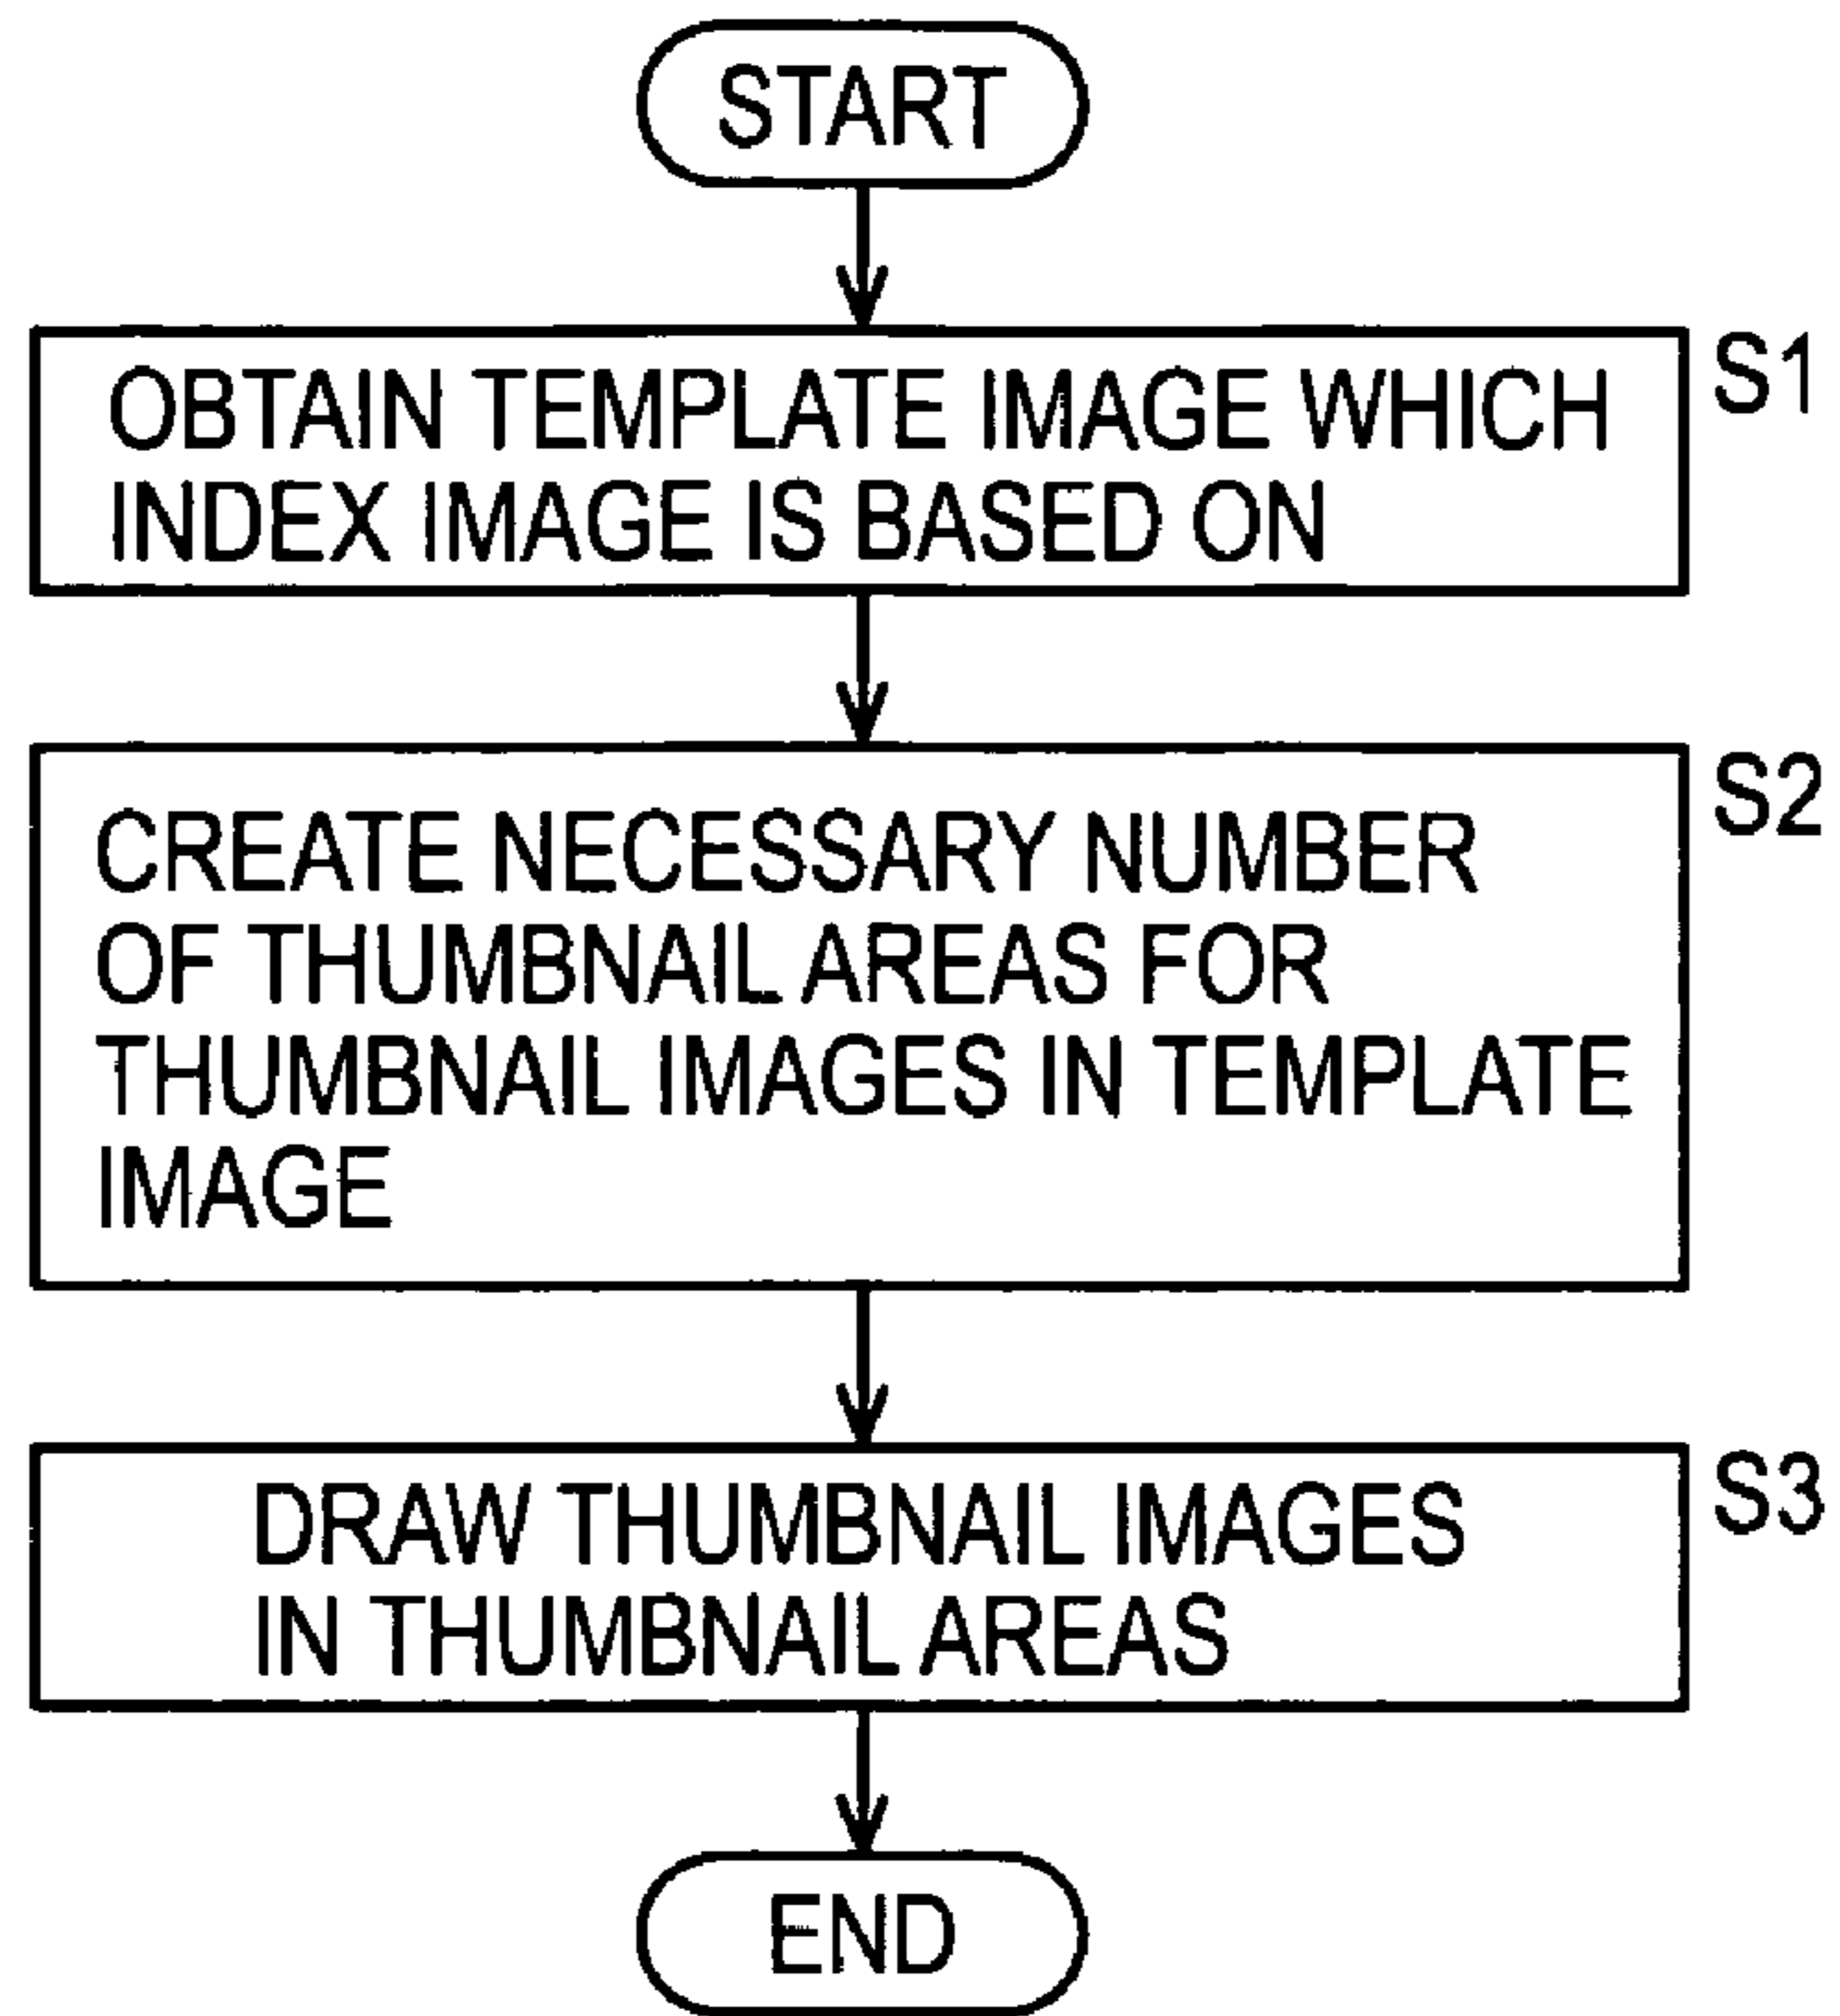 START
OBTAIN TEMPLATE IMAGE WHICH
INDEX IMAGE IS BASED ON
S1
CREATE NECESSARY NUMBER
OF THUMBNAIL AREAS FOR
THUMBNAIL IMAGES IN TEMPLATE
IMAGE
S2
DRAW THUMBNAIL IMAGES
IN THUMBNAIL AREAS
S3
END